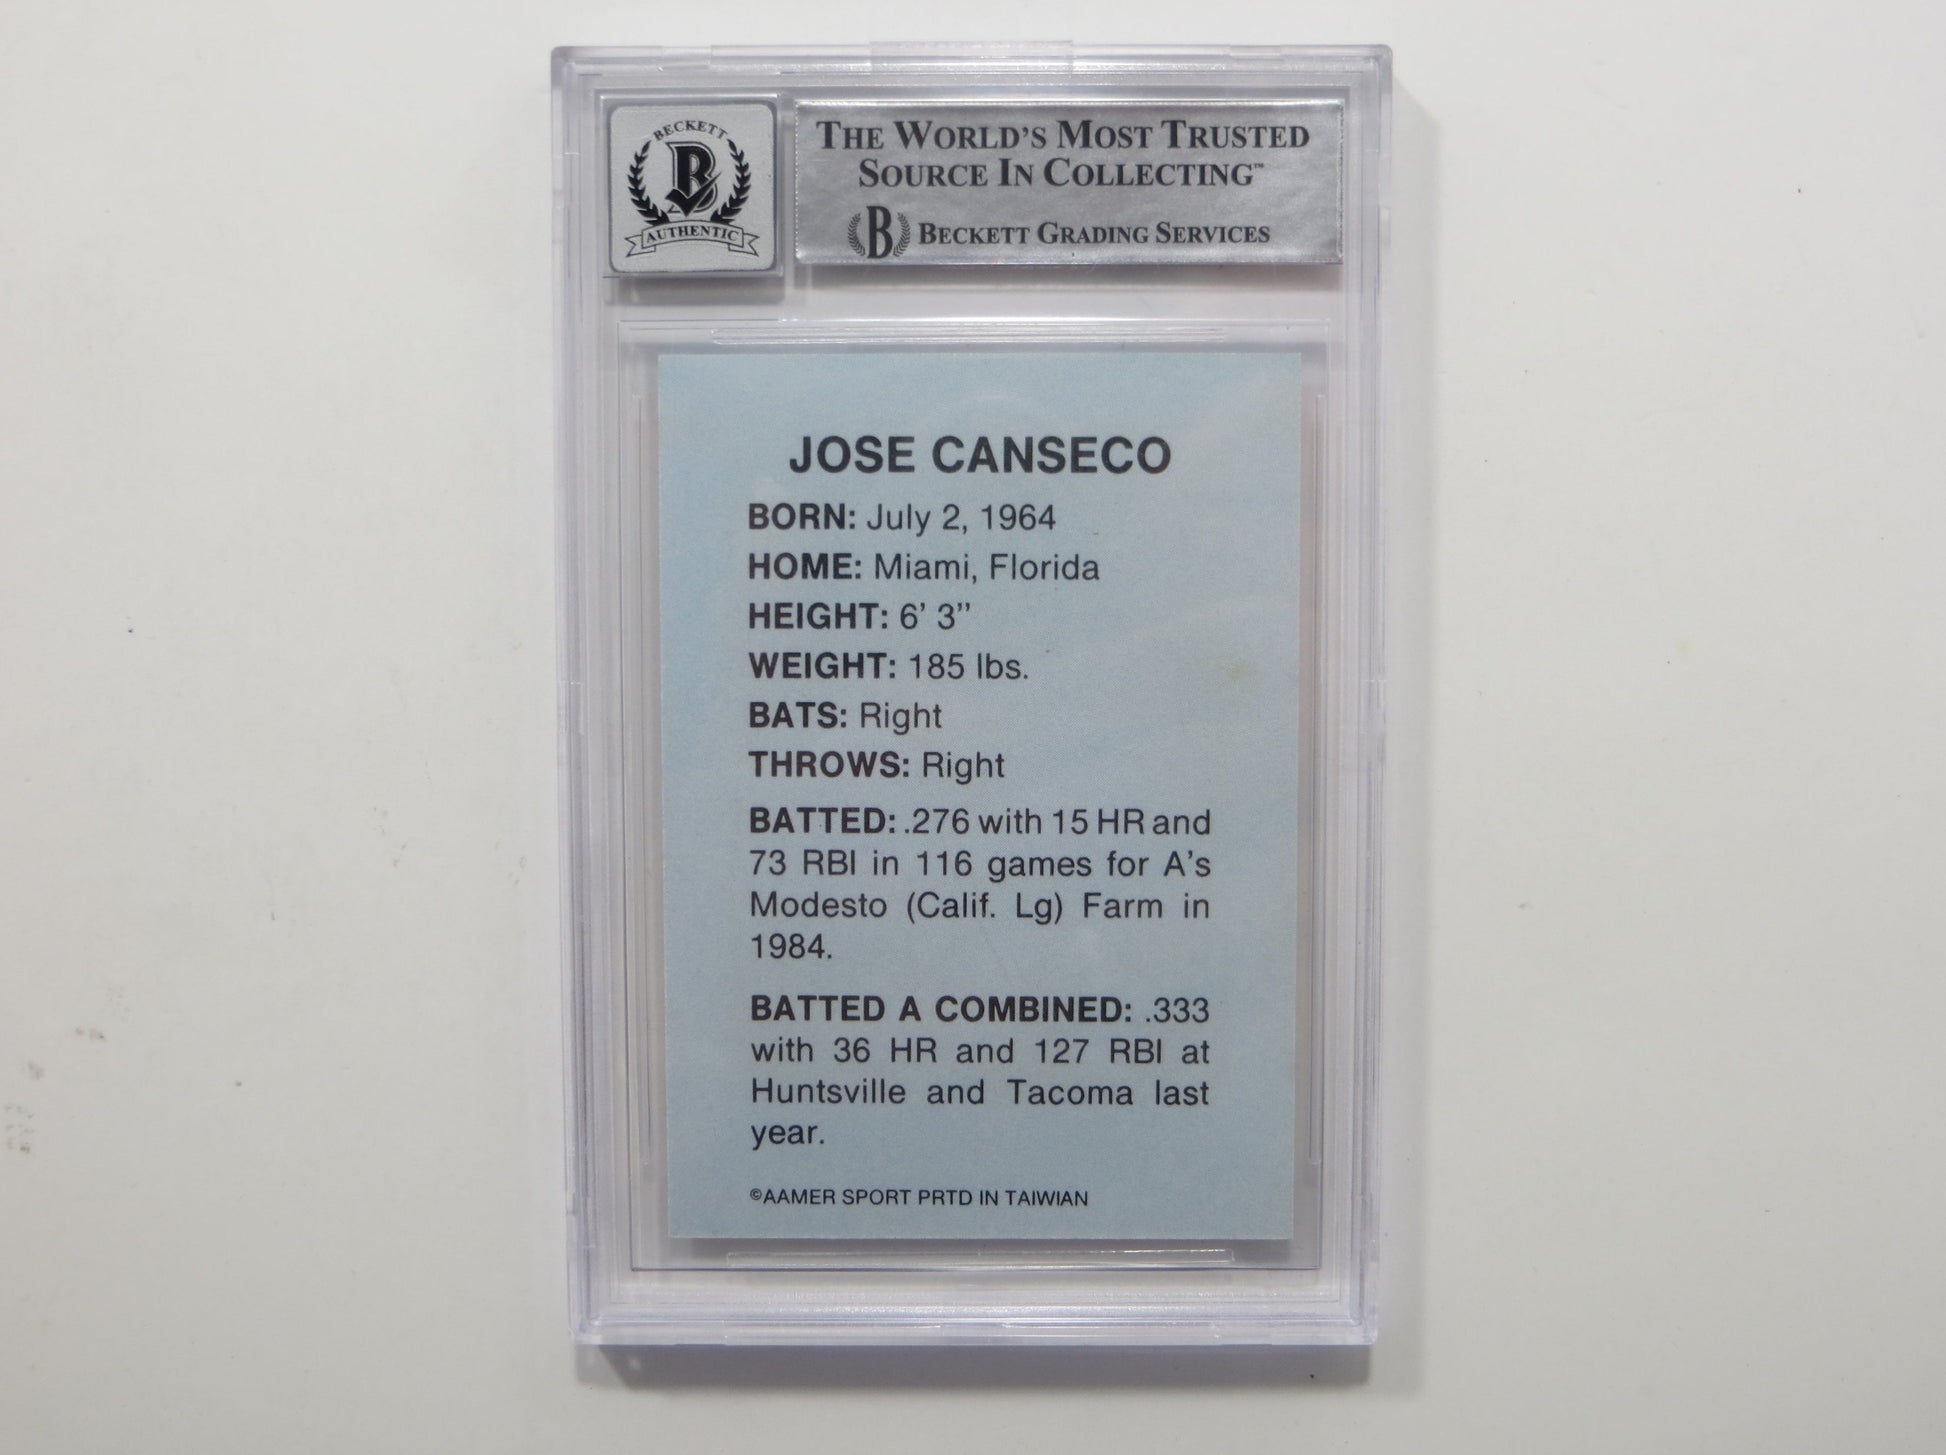 BECKETT
B
AUTHENTIC
THE WORLD'S MOST TRUSTED
SOURCE IN COLLECTING™
B BECKETT GRADING SERVICES
JOSE CANSECO
BORN: July 2, 1964
HOME: Miami, Florida
HEIGHT: 6’ 3”
WEIGHT: 185 lbs.
BATS: Right
THROWS: Right
BATTED: .276 with 15 HR and
73 RBI in 116 games for A’s
Modesto (Calif. Lg) Farm in
1984.
BATTED A COMBINED: .333
with 36 HR and 127 RBI at
Huntsville and Tacoma last
year.
©AAMER SPORT PRTD IN TAIWIAN